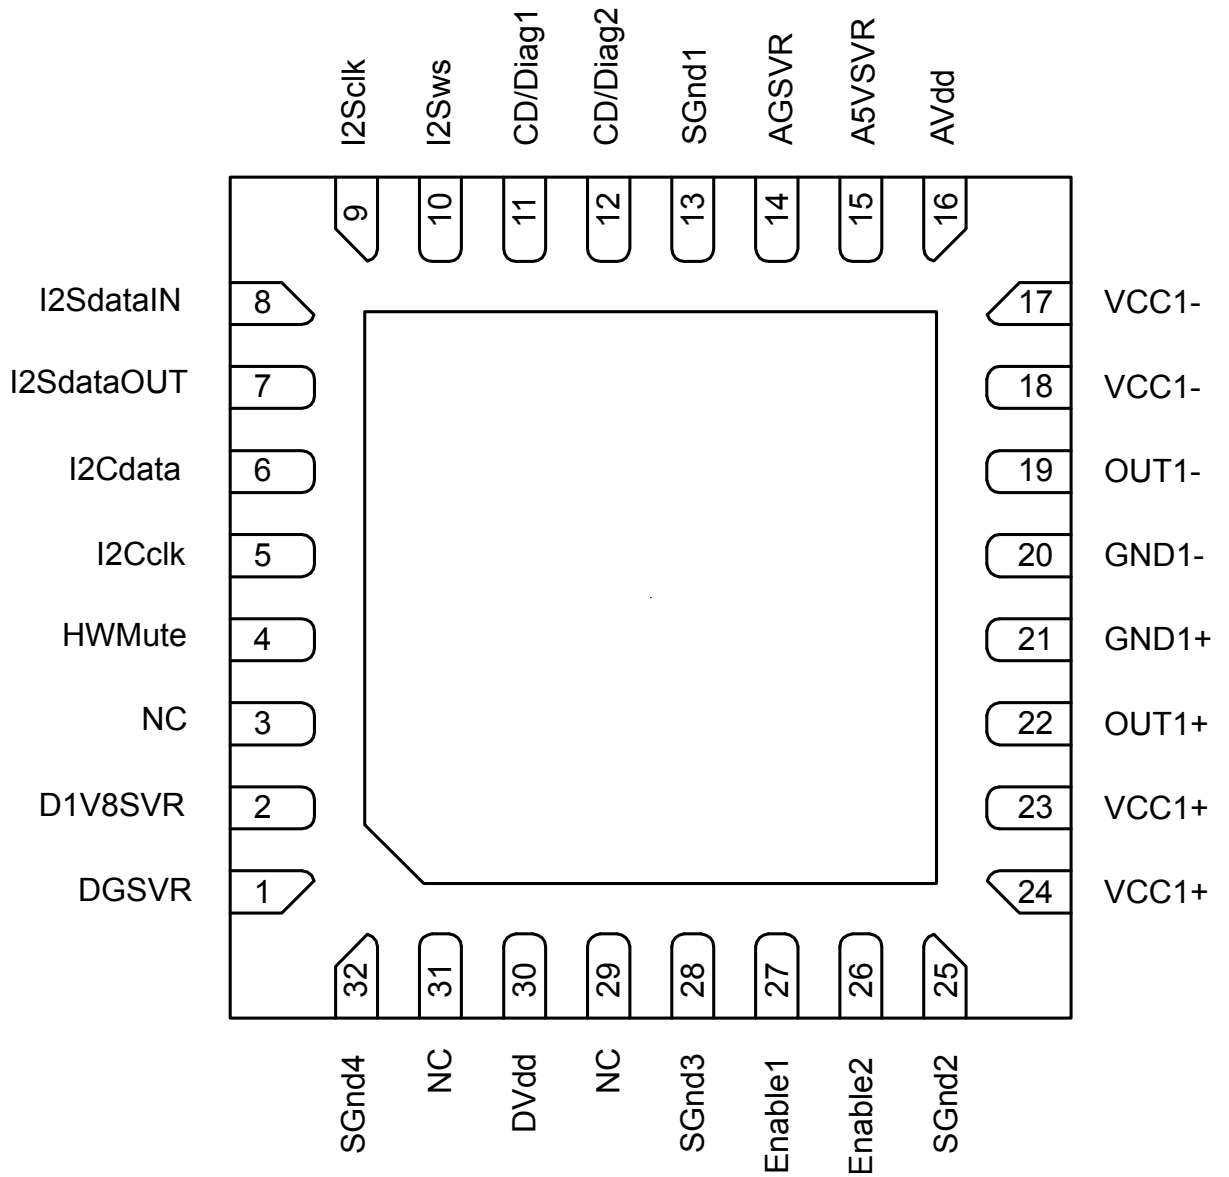 I2Sclk
I2Sws
CD/Diag1
CD/Diag2
SGnd1
AGSVR
A5VSVR
AVdd
9
10
11
12
13
14
15
16
I2SdataIN
8
17
VCC1-
I2SdataOUT
7
18
VCC1-
I2Cdata
6
19
OUT1-
I2Cclk
5
20
GND1-
HWMute
4
21
GND1+
NC
3
22
OUT1+
D1V8SVR
2
23
VCC1+
DGSVR
1
24
VCC1+
32
31
30
29
28
27
26
25
SGnd4
NC
DVdd
NC
SGnd3
Enable1
Enable2
SGnd2